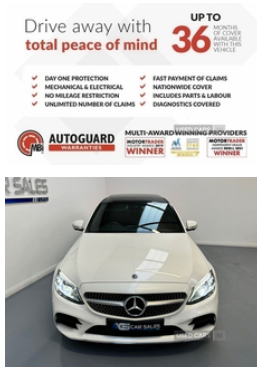 Drive away with
total peace of mind
UP TO
36
MONTHS
OF COVER
AVAILABLE
WITH THIS
VEHICLE
DAY ONE PROTECTION
MECHANICAL & ELECTRICAL
NO MILEAGE RESTRICTION
UNLIMITED NUMBER OF CLAIMS
FAST PAYMENT OF CLAIMS
NATIONWIDE COVER
INCLUDES PARTS & LABOUR
DIAGNOSTICS COVERED
AUTOGUARD
WARRANTIES
MULTI-AWARD WINNING PROVIDERS
MOTORTRADER
WINNER
MOTORTRADER
WINNER
R SALES
CAR SALES